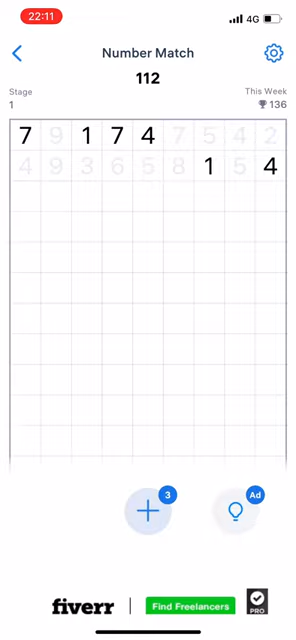 22:11 4G
Number Match
112
Stage This Week
1 136
7 9 1 7 4 7 5 4 2
4 9 3 6 5 8 1 5 4
3 Ad
fiverr Find Freelancers PRO